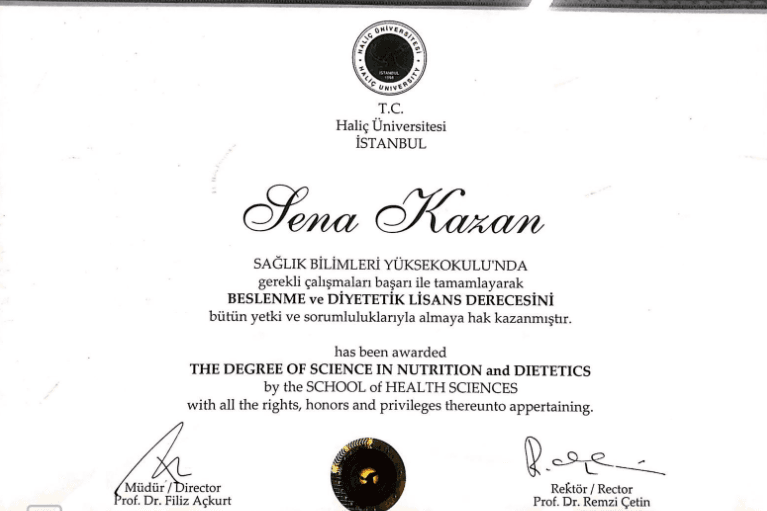 HALİÇ ÜNİVERSİTESİ
İSTANBUL
HALİÇ UNIVERSITY
T.C.
Haliç Üniversitesi
İSTANBUL
Sena Kazan
SAĞLIK BİLİMLERİ YÜKSEKOKULU'NDA
gerekli çalışmaları başarı ile tamamlayarak
BESLENME ve DİYETETİK LİSANS DERECESİNİ
bütün yetki ve sorumluluklarıyla almaya hak kazanmıştır.
has been awarded
THE DEGREE OF SCIENCE IN NUTRITION and DIETETICS
by the SCHOOL of HEALTH SCIENCES
with all the rights, honors and privileges thereunto appertaining.
Müdür / Director
Prof. Dr. Filiz Açkurt
Rektör / Rector
Prof. Dr. Remzi Çetin